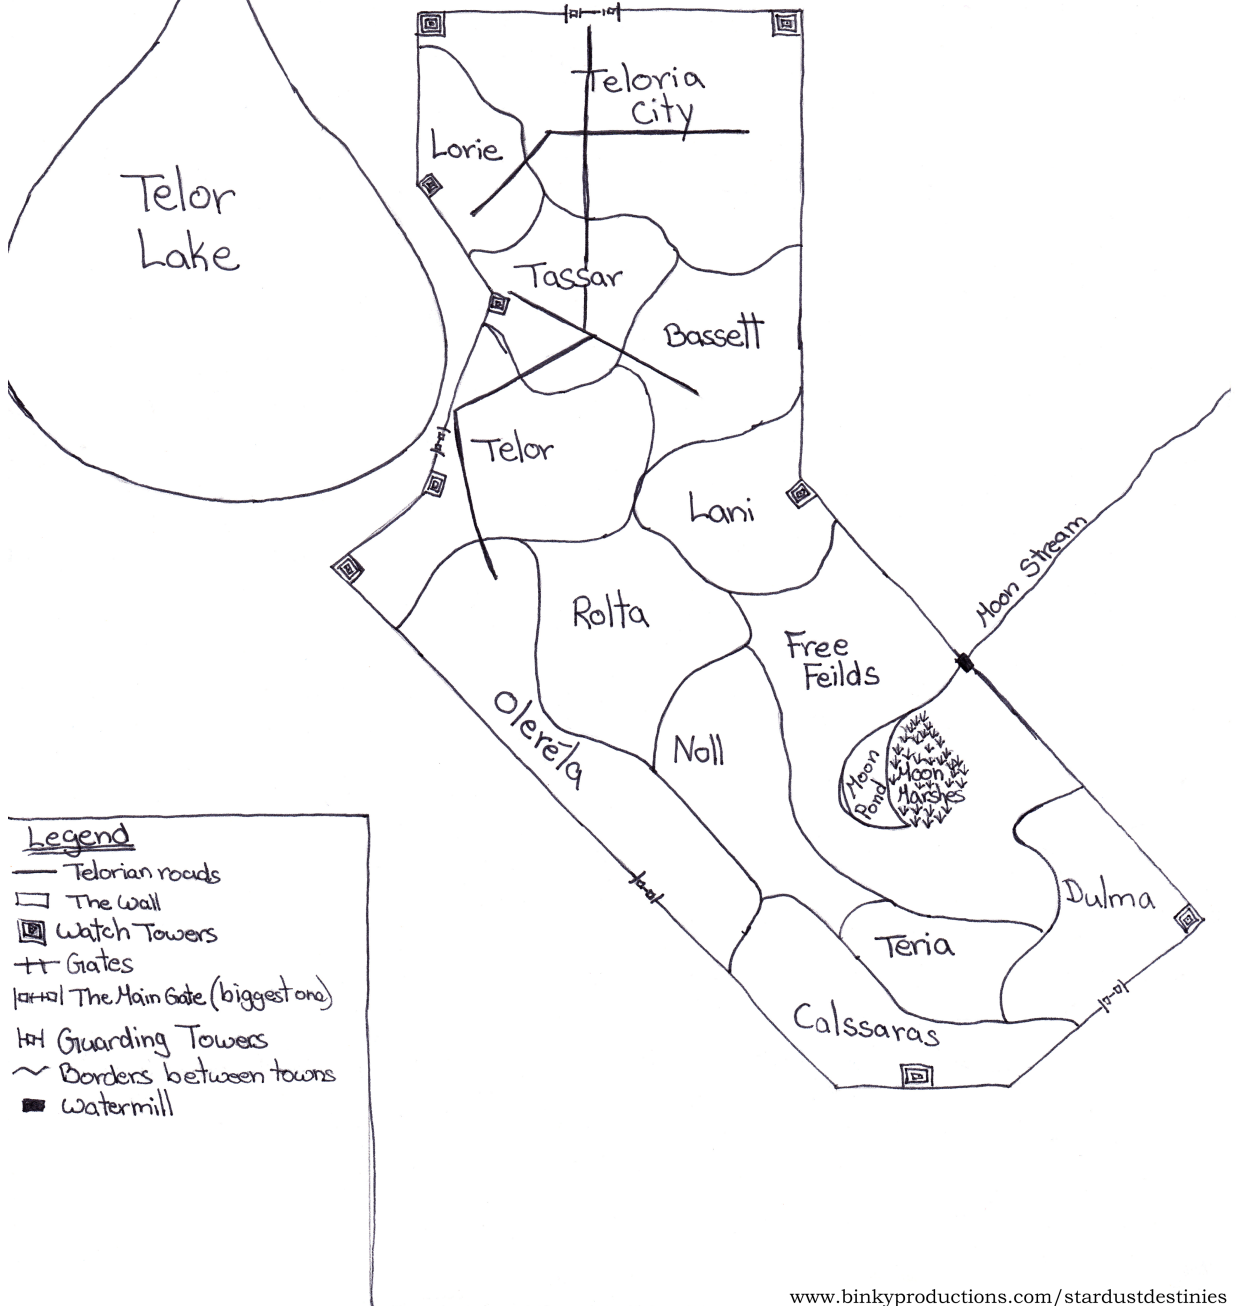 Teloria
City
Lorie
Telor
Lake
Tassar
Bassett
Telor
Lani
Moon Stream
Rolta
Free
Feilds
Olereta
Noll
Moon
Pond
Moon
Marshes
Dulma
Teria
Calssaras
Legend
Telorian roads
The Wall
Watch Towers
Gates
The Main Gate (biggest one)
Guarding Towers
Borders between towns
Watermill
www.binkyproductions.com/stardustdestinies